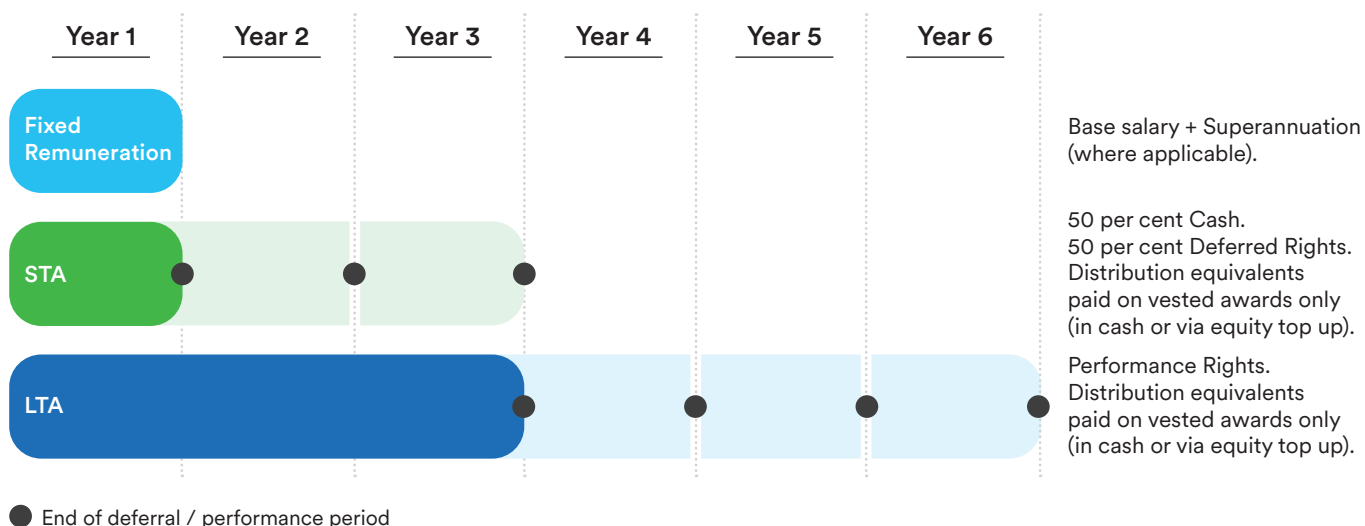 Year 1 Year 2 Year 3 Year 4 Year 5 Year 6
Fixed
Remuneration
Base salary + Superannuation
(where applicable).
STA
50 per cent Cash.
50 per cent Deferred Rights.
Distribution equivalents
paid on vested awards only
(in cash or via equity top up).
LTA
Performance Rights.
Distribution equivalents
paid on vested awards only
(in cash or via equity top up).
End of deferral / performance period